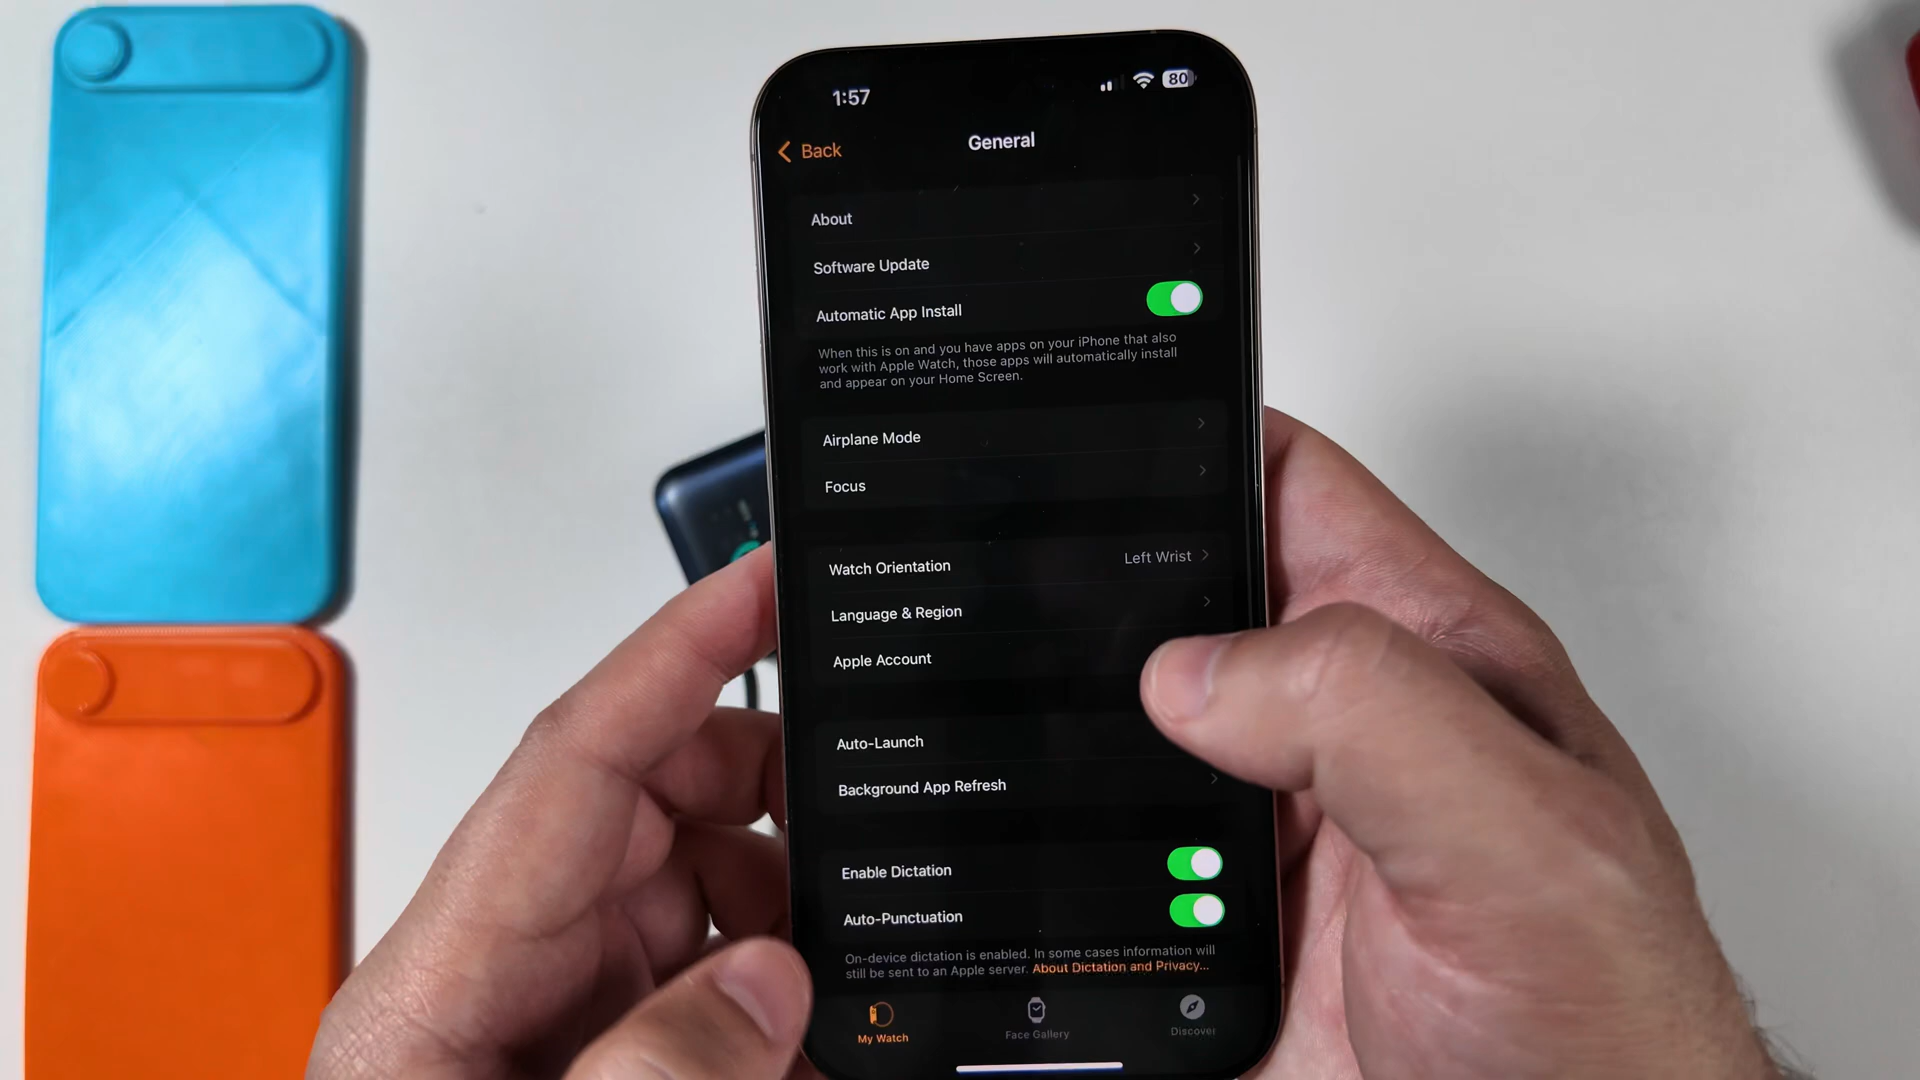 1:57
80
Back
General
About
Software Update
Automatic App Install
When this is on and you have apps on your iPhone that also
work with Apple Watch, those apps will automatically install
and appear on your Home Screen.
Airplane Mode
Focus
Watch Orientation
Left Wrist
Language & Region
Apple Account
Auto-Launch
Background App Refresh
Enable Dictation
Auto-Punctuation
On-device dictation is enabled. In some cases information will
still be sent to an Apple server. About Dictation and Privacy...
My Watch
Face Gallery
Discover